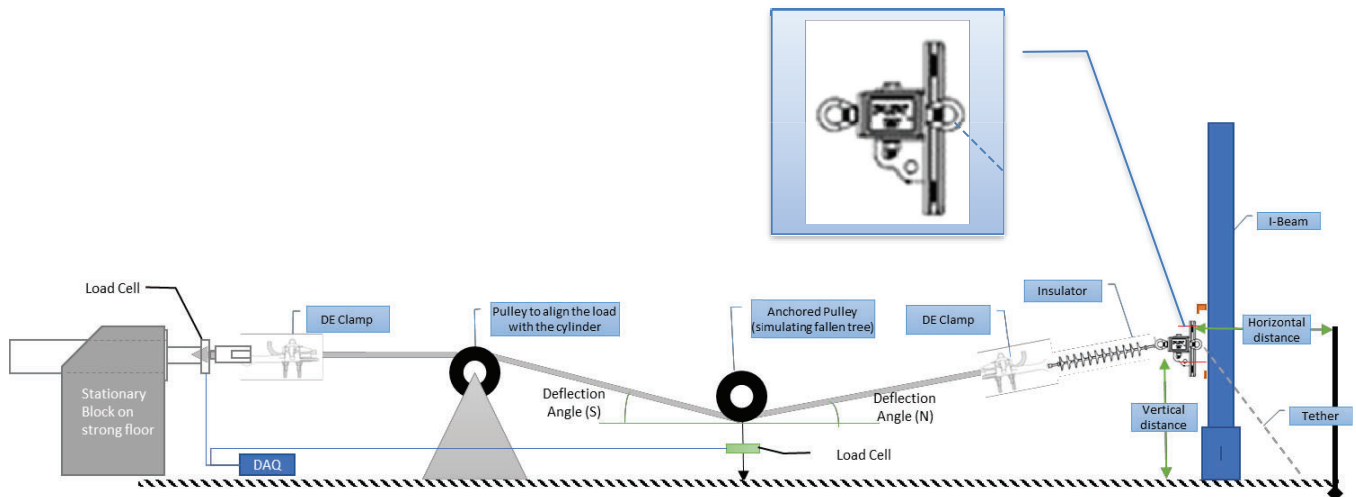 I-Beam
Load Cell
DE Clamp
Pulley to align the load
with the cylinder
Anchored Pulley
(simulating fallen tree)
DE Clamp
Insulator
Horizontal
distance
Stationary
Block on
strong floor
Deflection
Angle (S)
Deflection
Angle (N)
Vertical
distance
Tether
Load Cell
DAQ